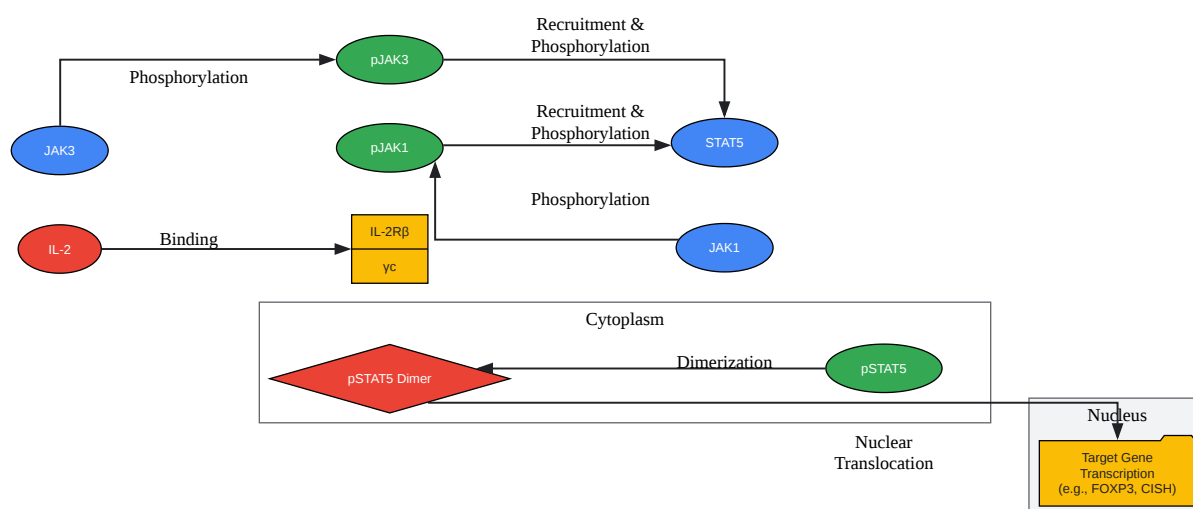 Recruitment &
Phosphorylation
pJAK3
Phosphorylation
Recruitment &
Phosphorylation
JAK3
pJAK1
STAT5
Phosphorylation
IL-2Rβ
IL-2
Binding
JAK1
γc
Cytoplasm
Dimerization
pSTAT5
pSTAT5 Dimer
Nucleus
Nuclear
Translocation
Target Gene
Transcription
(e.g., FOXP3, CISH)